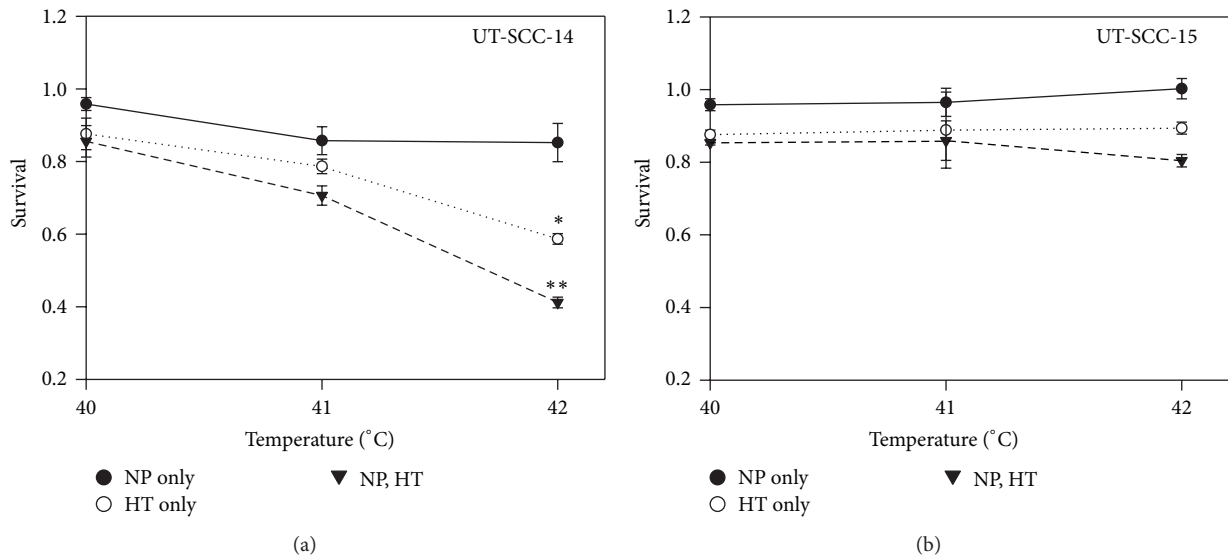 UT-SCC-14
1.2
1.0
0.8
0.6
0.4
0.2
Survival
*
**
40
41
42
Temperature (°C)
NP only
HT only
NP, HT
(a)
UT-SCC-15
1.2
1.0
0.8
0.6
0.4
0.2
Survival
40
41
42
Temperature (°C)
NP only
HT only
NP, HT
(b)